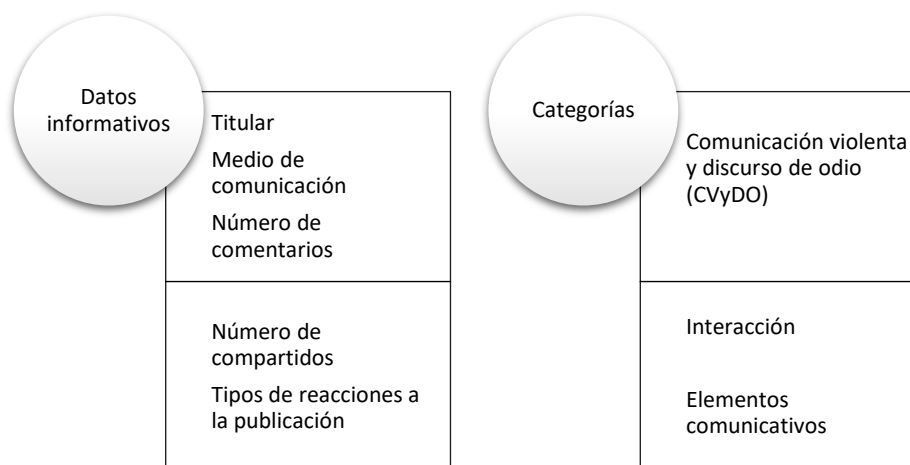 Datos
informativos
Titular
Medio de
comunicación
Número de
comentarios
Número de
compartidos
Tipos de reacciones a
la publicación
Categorías
Comunicación violenta
y discurso de odio
(CVyDO)
Interacción
Elementos
comunicativos